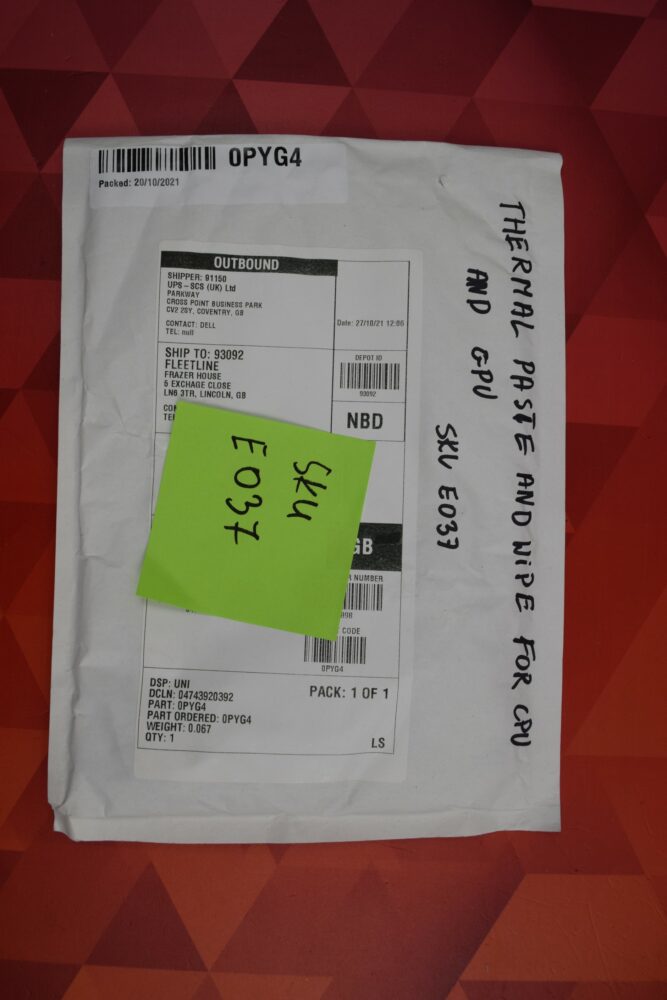 0PYG4
Packed: 20/10/2021
OUTBOUND
SHIPPER: 91150
UPS-SCS (UK) Ltd
PARKWAY
CROSS POINT BUSINESS PARK
CV2 2SY, COVENTRY, GB
CONTACT: DELL
TEL: null
Date: 27/10/21 12:06
SHIP TO: 93092
FLEETLINE
FRAZER HOUSE
5 EXCHAGE CLOSE
LN6 3TR, LINCOLN, GB
DEPOT ID
93092
NBD
SKU
E037
GB
NUMBER
CODE
0PYG4
DSP: UNI
DCLN: 04743920392
PART: 0PYG4
PART ORDERED: 0PYG4
WEIGHT: 0.067
QTY: 1
PACK: 1 OF 1
LS
THERMAL PASTE AND WIPE FOR CPU
AND GPU
SKU E037